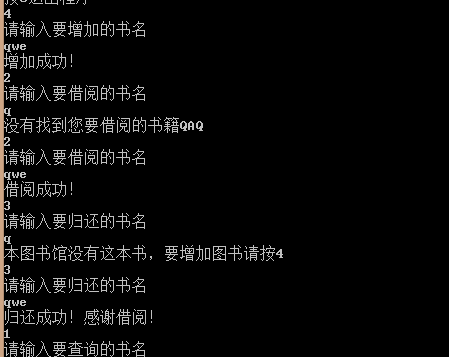 4
请输入要增加的书名
qwe
增加成功!
2
请输入要借阅的书名
q
没有找到您要借阅的书籍QAQ
2
请输入要借阅的书名
qwe
借阅成功!
3
请输入要归还的书名
q
本图书馆没有这本书，要增加图书请按4
3
请输入要归还的书名
qwe
归还成功! 感谢借阅!
1
请输入要查询的书名